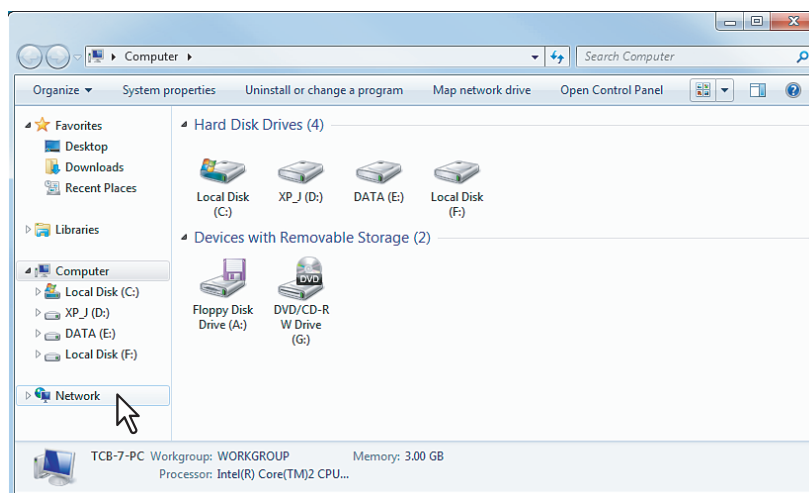 Computer
Search Computer
Organize System properties Uninstall or change a program Map network drive Open Control Panel
Favorites
Desktop
Downloads
Recent Places
Libraries
Computer
Local Disk (C:)
XP_J (D:)
DATA (E:)
Local Disk (F:)
Network
Hard Disk Drives (4)
Local Disk
(C:)
XP_J (D:)
DATA (E:)
Local Disk
(F:)
Devices with Removable Storage (2)
Floppy Disk
Drive (A:)
DVD
DVD/CD-R
W Drive
(G:)
TCB-7-PC Workgroup: WORKGROUP Memory: 3.00 GB
Processor: Intel(R) Core(TM)2 CPU...